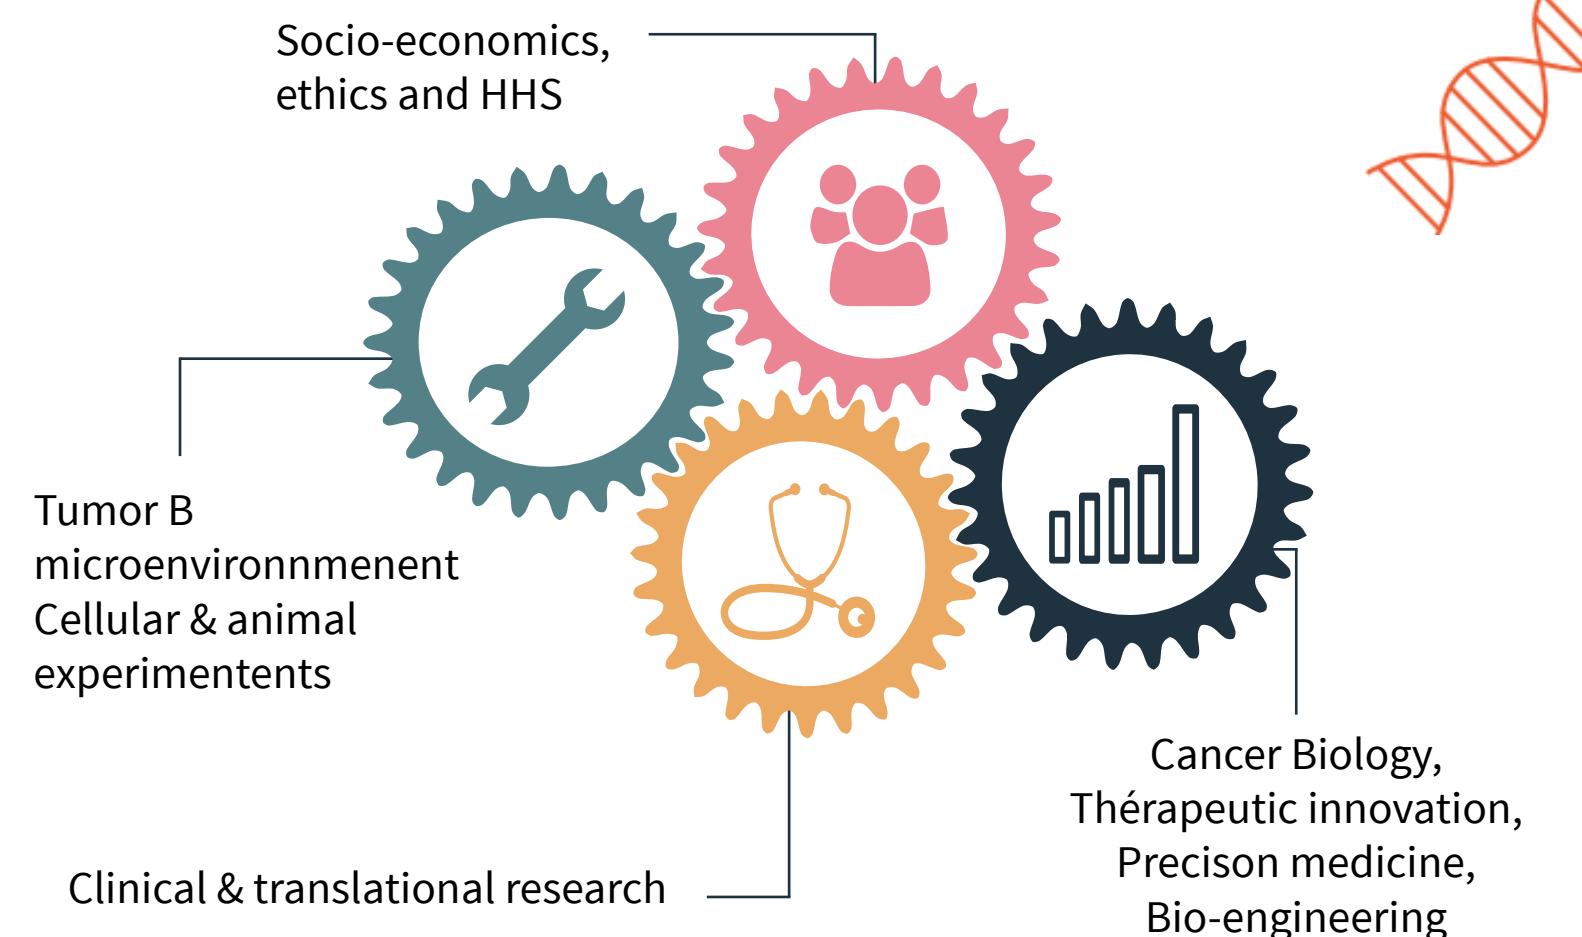 Socio-economics,
ethics and HHS
Tumor B
microenvironnmenent
Cellular & animal
experimentents
Clinical & translational research
Cancer Biology,
Thérapeutic innovation,
Precison medicine,
Bio-engineering